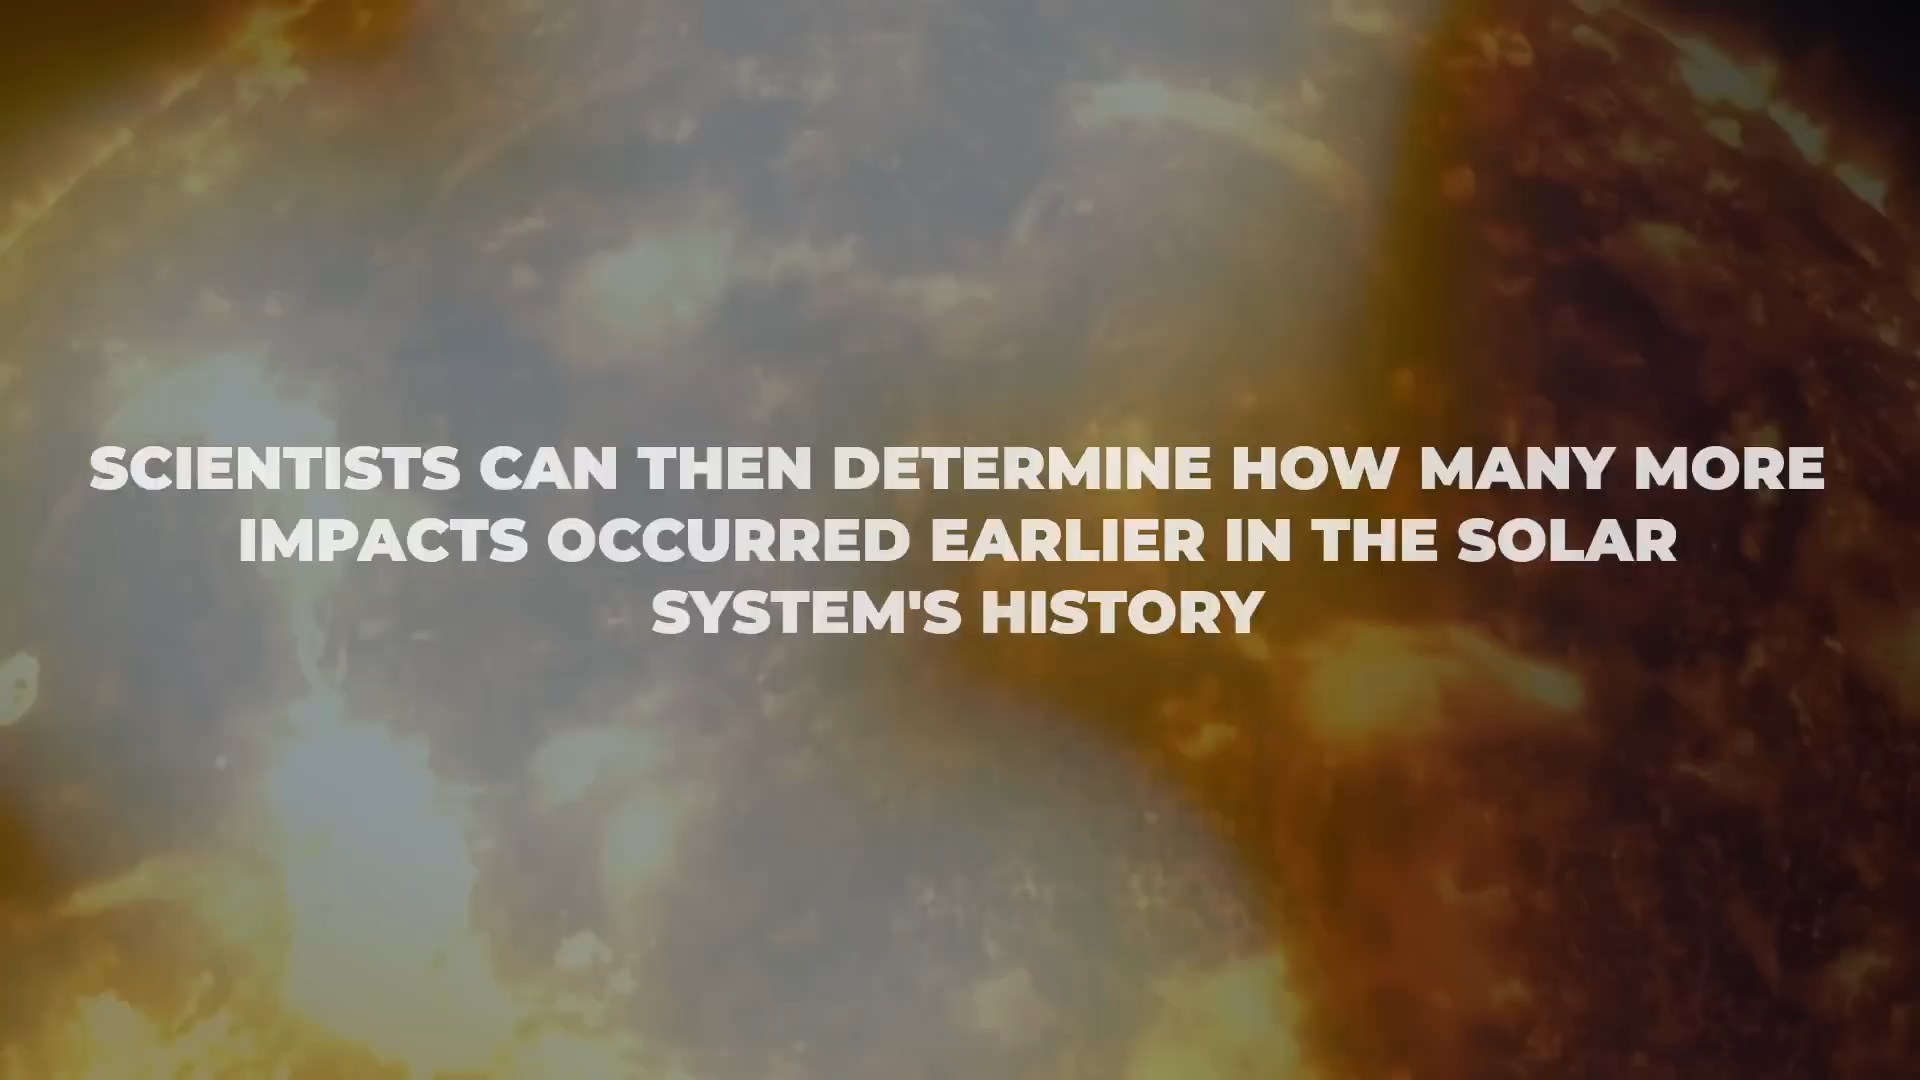 SCIENTISTS CAN THEN DETERMINE HOW MANY MORE
IMPACTS OCCURRED EARLIER IN THE SOLAR
SYSTEM'S HISTORY